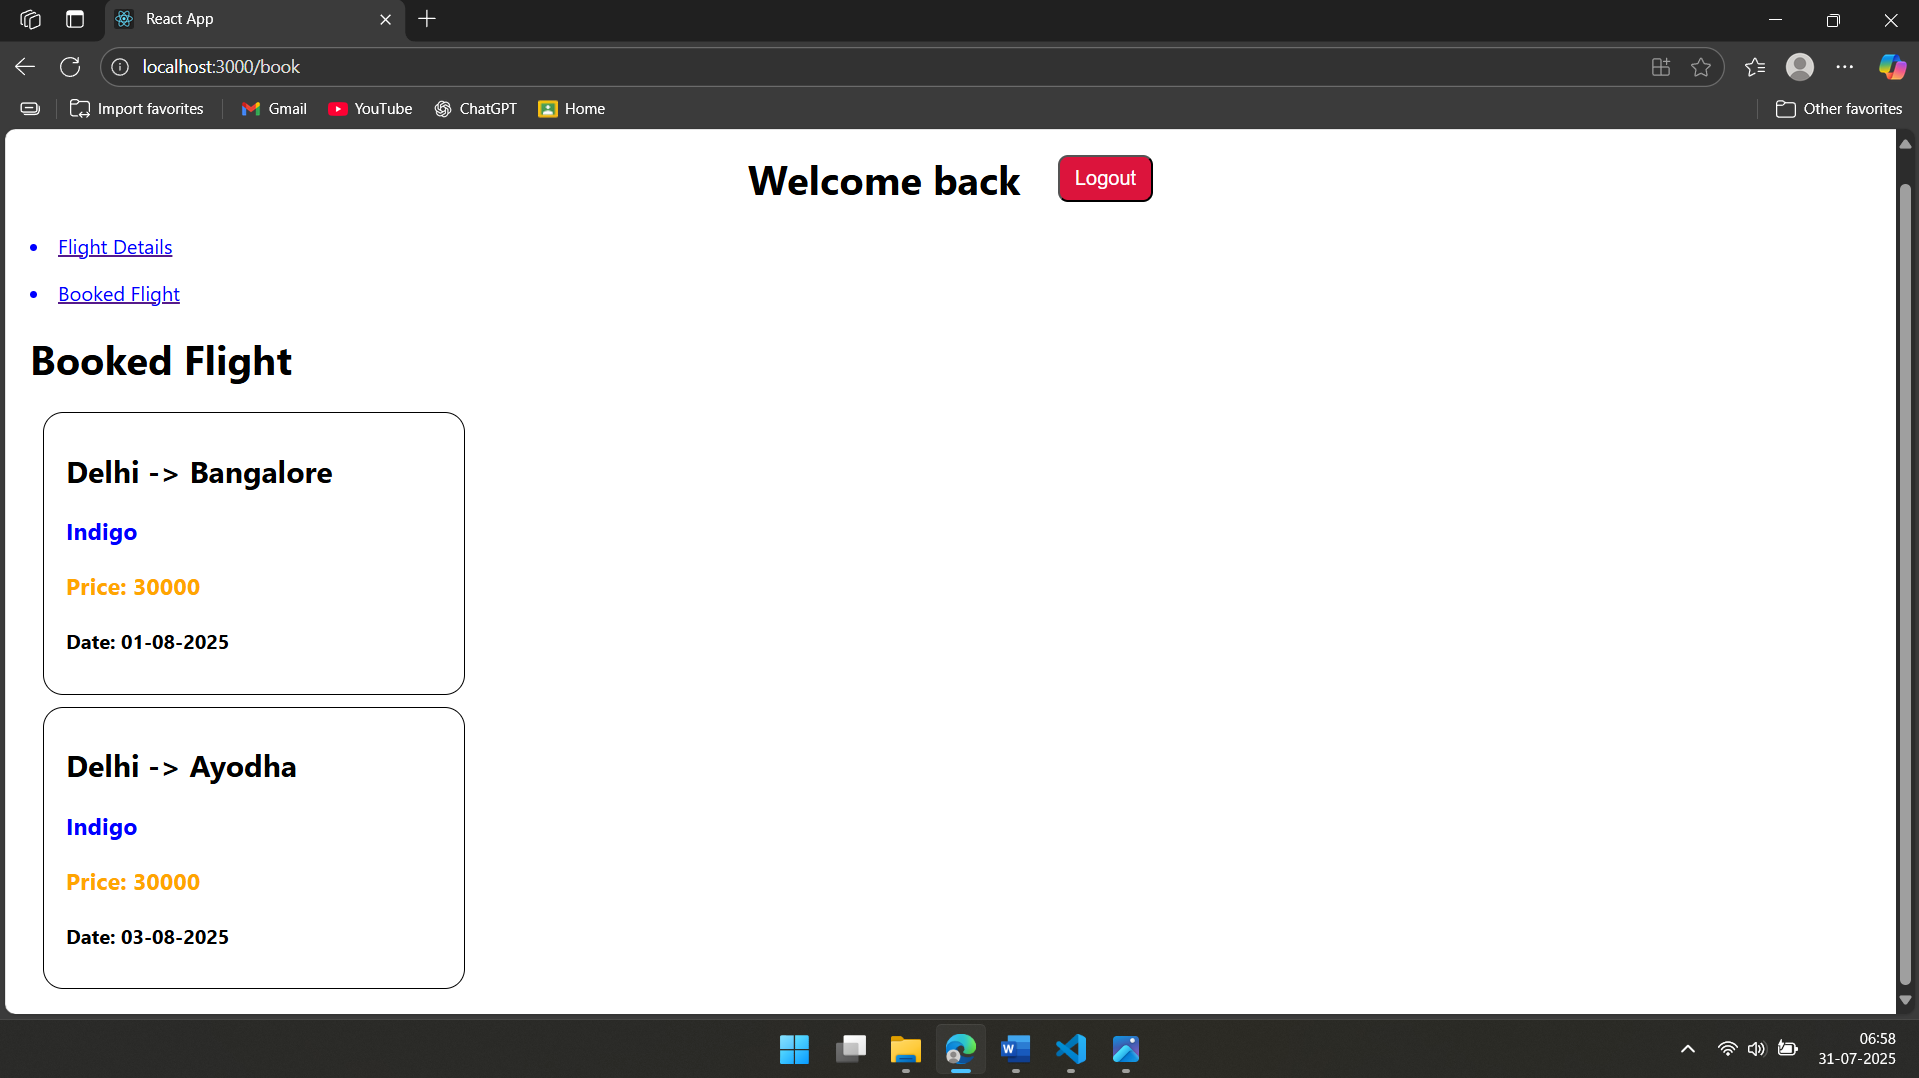 React App
localhost:3000/book
Import favorites
Gmail
YouTube
ChatGPT
Home
Other favorites
Welcome back
Logout
Flight Details
Booked Flight
Booked Flight
Delhi -> Bangalore
Indigo
Price: 30000
Date: 01-08-2025
Delhi -> Ayodha
Indigo
Price: 30000
Date: 03-08-2025
W
06:58
31-07-2025